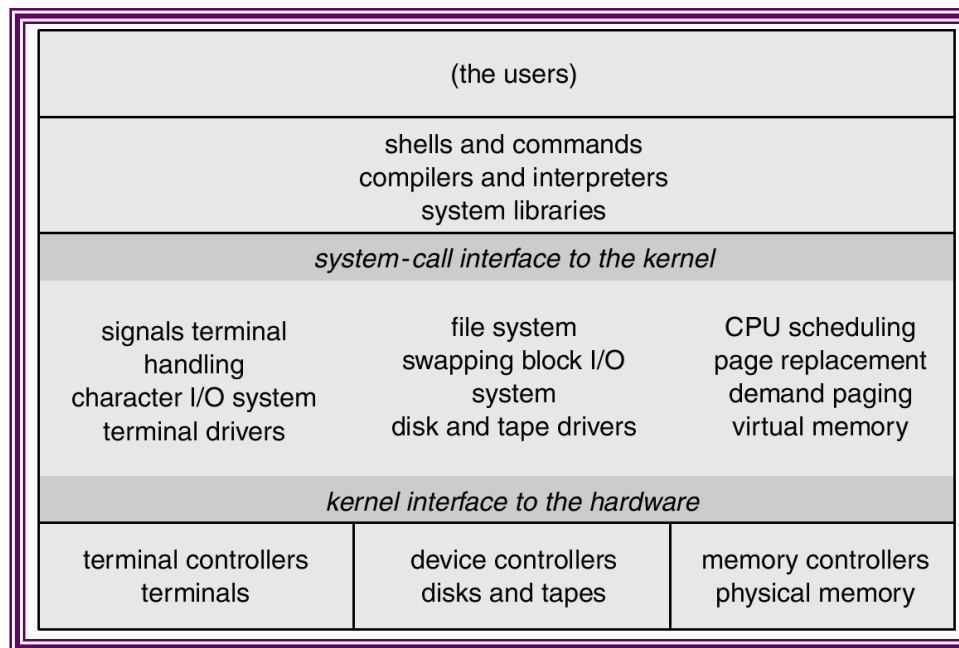 (the users)
shells and commands
compilers and interpreters
system libraries
system-call interface to the kernel
signals terminal
handling
character I/O system
terminal drivers
file system
swapping block I/O
system
disk and tape drivers
CPU scheduling
page replacement
demand paging
virtual memory
kernel interface to the hardware
terminal controllers
terminals
device controllers
disks and tapes
memory controllers
physical memory